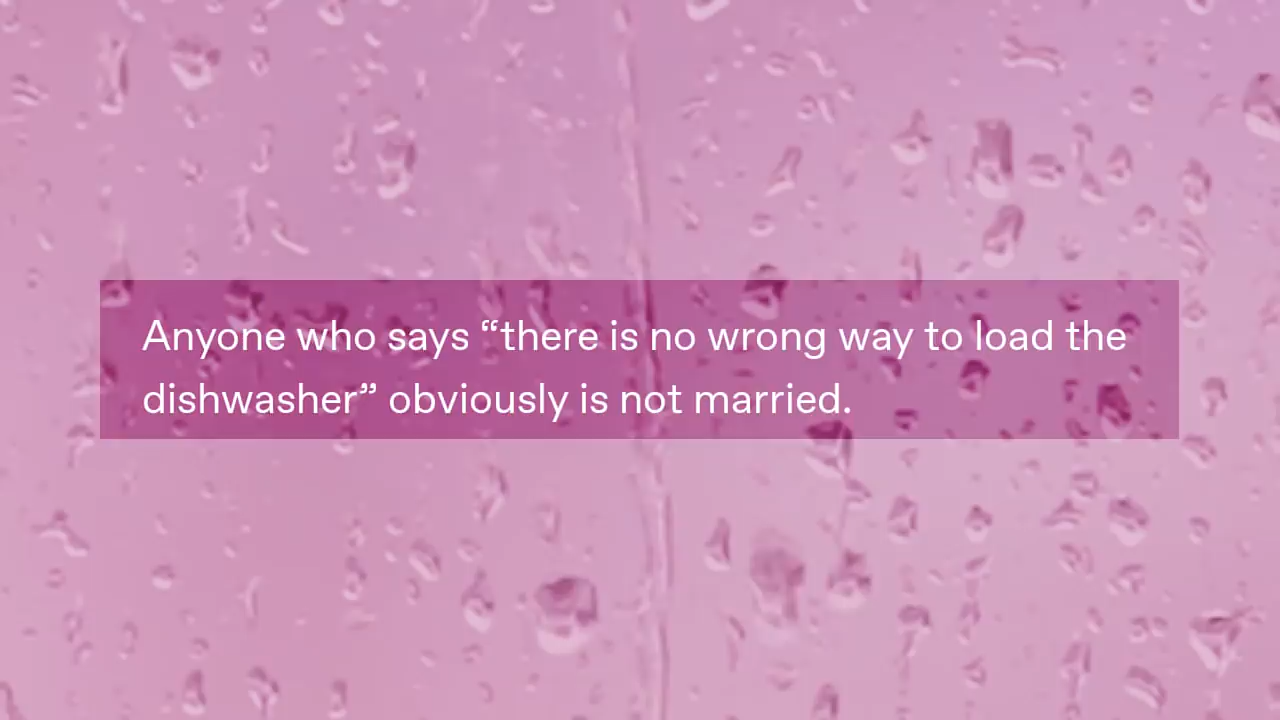 Anyone who says “there is no wrong way to load the
dishwasher” obviously is not married.